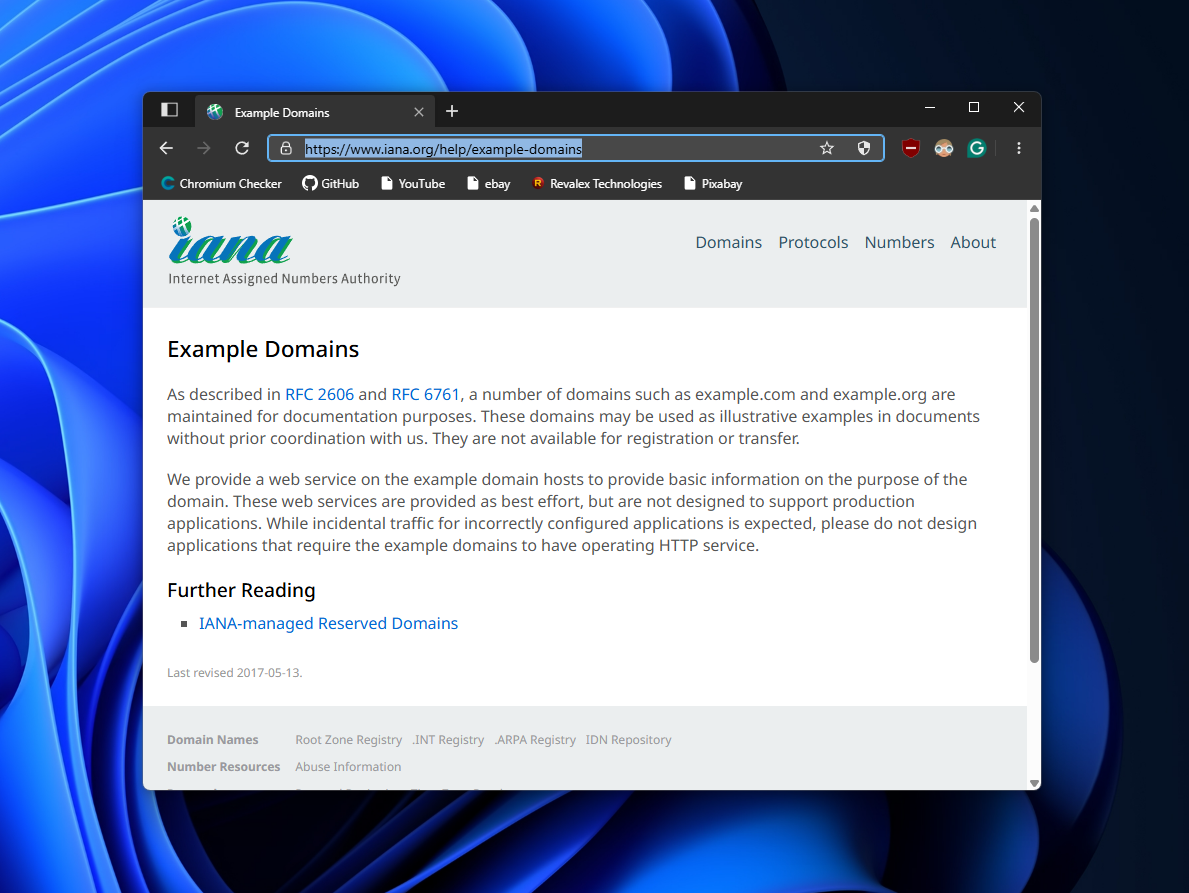 Example Domains
https://www.iana.org/help/example-domains
Chromium Checker GitHub YouTube ebay Revalex Technologies Pixabay
iana
Internet Assigned Numbers Authority
Domains Protocols Numbers About
Example Domains
As described in RFC 2606 and RFC 6761, a number of domains such as example.com and example.org are
maintained for documentation purposes. These domains may be used as illustrative examples in documents
without prior coordination with us. They are not available for registration or transfer.
We provide a web service on the example domain hosts to provide basic information on the purpose of the
domain. These web services are provided as best effort, but are not designed to support production
applications. While incidental traffic for incorrectly configured applications is expected, please do not design
applications that require the example domains to have operating HTTP service.
Further Reading
IANA-managed Reserved Domains
Last revised 2017-05-13.
Domain Names Root Zone Registry .INT Registry .ARPA Registry IDN Repository
Number Resources Abuse Information